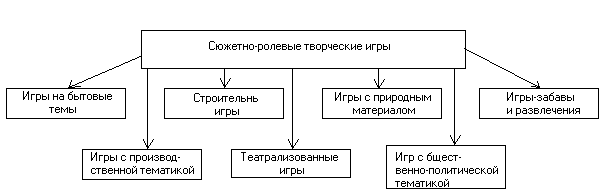 Сюжетно-ролевые творческие игры
Игры на бытовые
темы
Строительнь
игры
Игры с природным
материалом
Игры-забавы
и развлечения
Игры с производ-
ственной тематикой
Театрализованные
игры
Игр с бщест-
венно-политической
тематикой